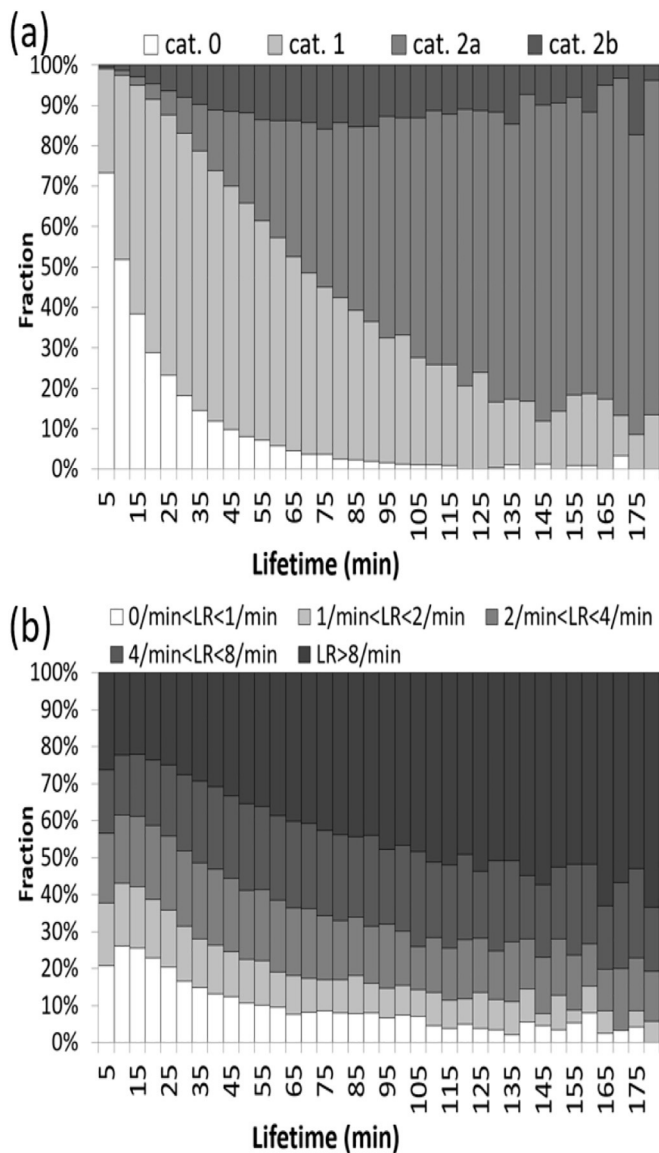 (a)
cat. 0 cat. 1 cat. 2a cat. 2b
100%
90%
80%
70%
60%
50%
40%
30%
20%
10%
0%
Fraction
5 15 25 35 45 55 65 75 85 95 105 115 125 135 145 155 165 175
Lifetime (min)
(b)
0/min<LR<1/min 1/min<LR<2/min 2/min<LR<4/min
4/min<LR<8/min LR>8/min
100%
90%
80%
70%
60%
50%
40%
30%
20%
10%
0%
Fraction
5 15 25 35 45 55 65 75 85 95 105 115 125 135 145 155 165 175
Lifetime (min)